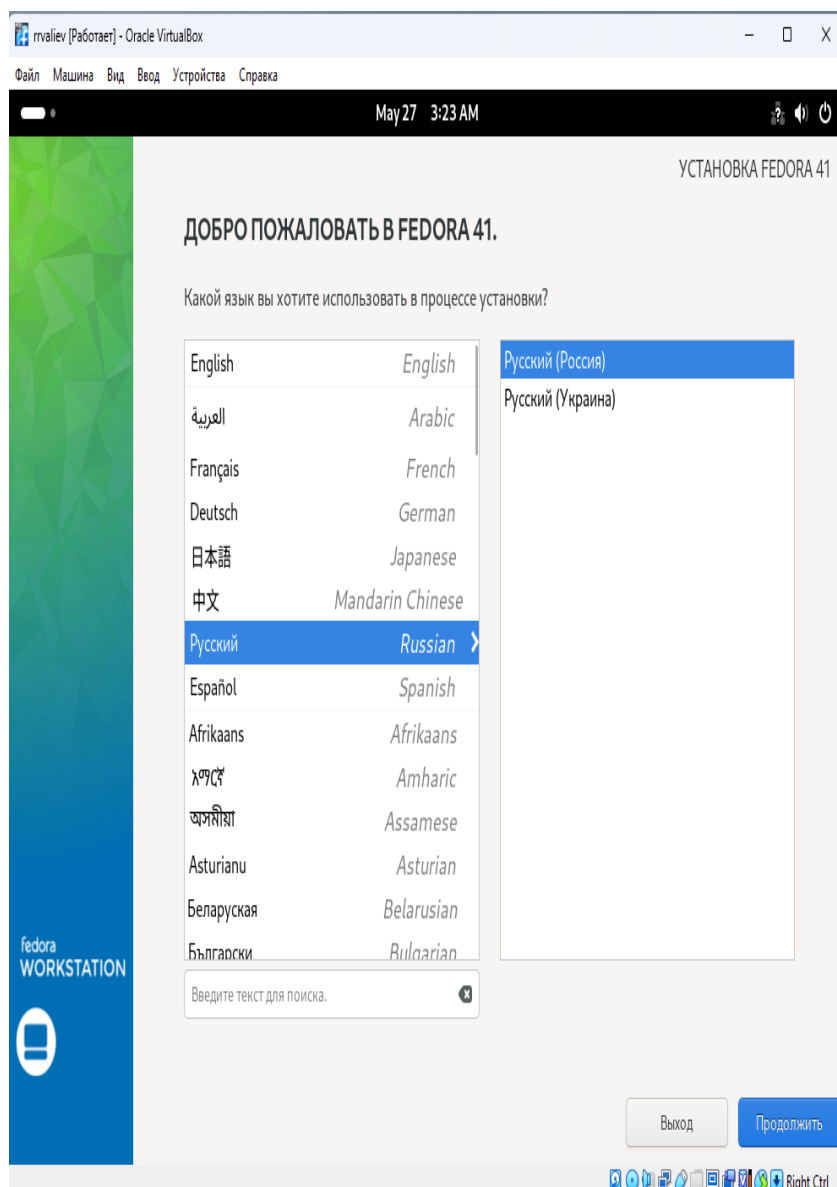 rrvaliev [Работает] - Oracle VirtualBox
Файл Машина Вид Ввод Устройства Справка
May 27 3:23 AM
УСТАНОВКА FEDORA 41
ДОБРО ПОЖАЛОВАТЬ В FEDORA 41.
Какой язык вы хотите использовать в процессе установки?
English English
العربية Arabic
Français French
Deutsch German
日本語 Japanese
中文 Mandarin Chinese
Русский Russian
Español Spanish
Afrikaans Afrikaans
አማርኛ Amharic
অসমীয়া Assamese
Asturianu Asturian
Беларуская Belarusian
Български Bulgarian
Русский (Россия)
Русский (Украина)
Введите текст для поиска.
fedora
WORKSTATION
Выход Продолжить
Right Ctrl